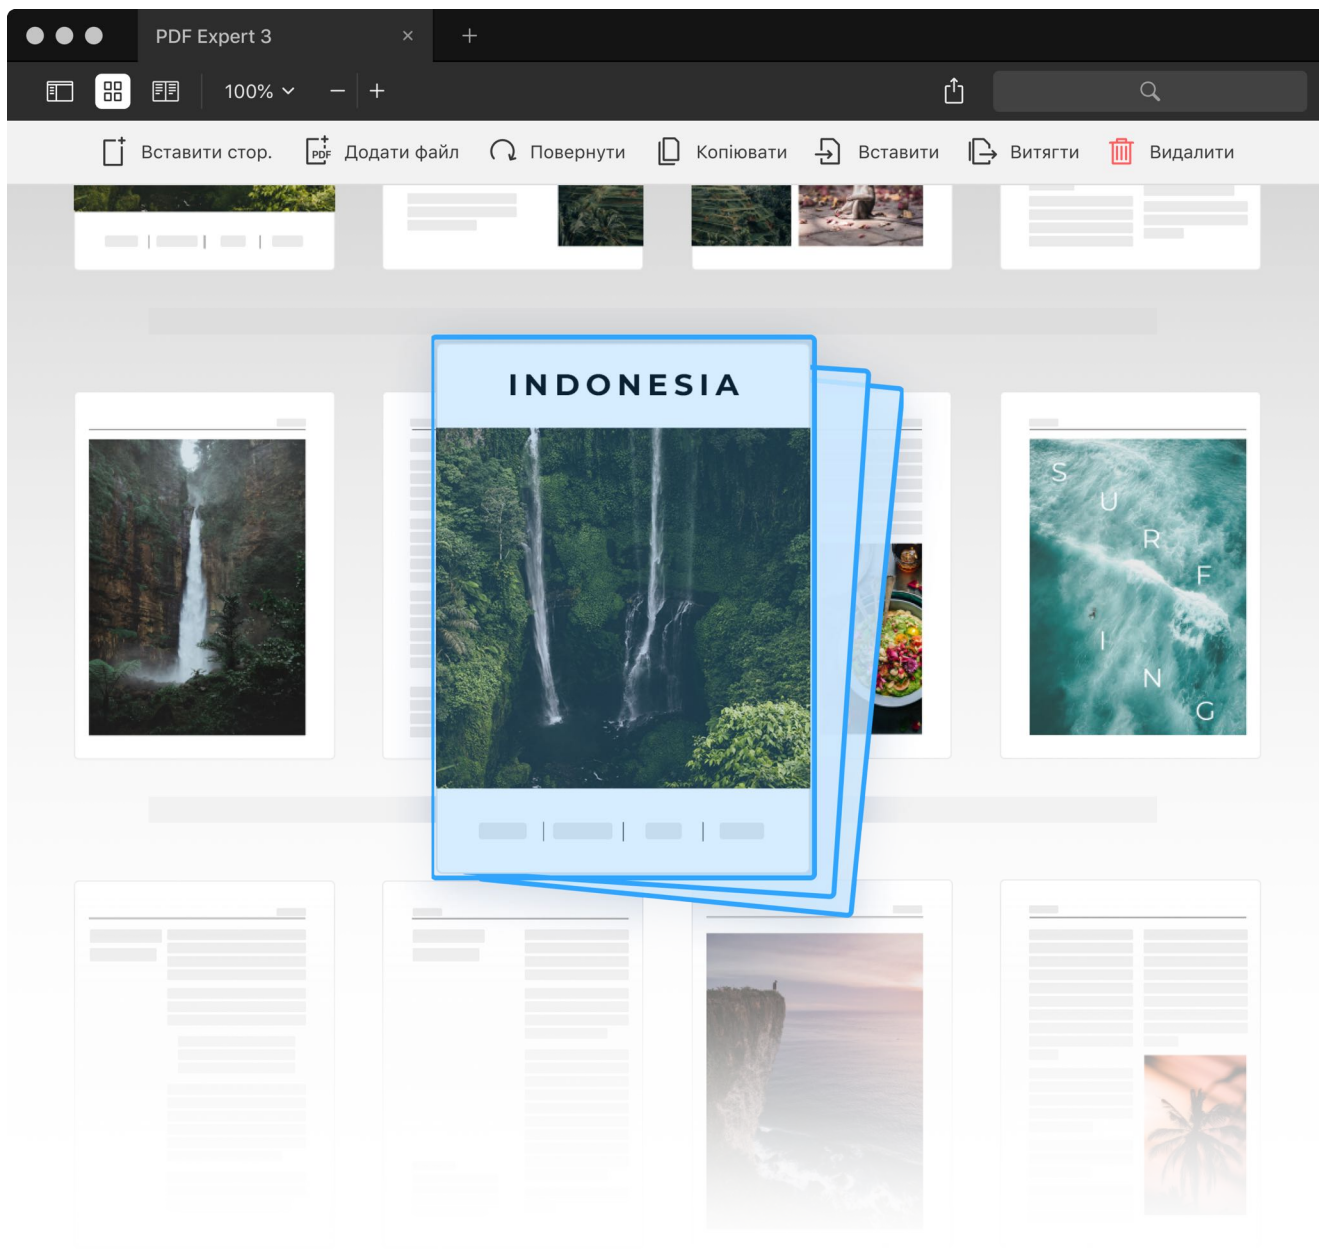 PDF Expert 3
100%
Вставити стор. PDF Додати файл Повернути Копіювати Вставити Витягти Видалити
INDONESIA
S
U
R
F
I
N
G